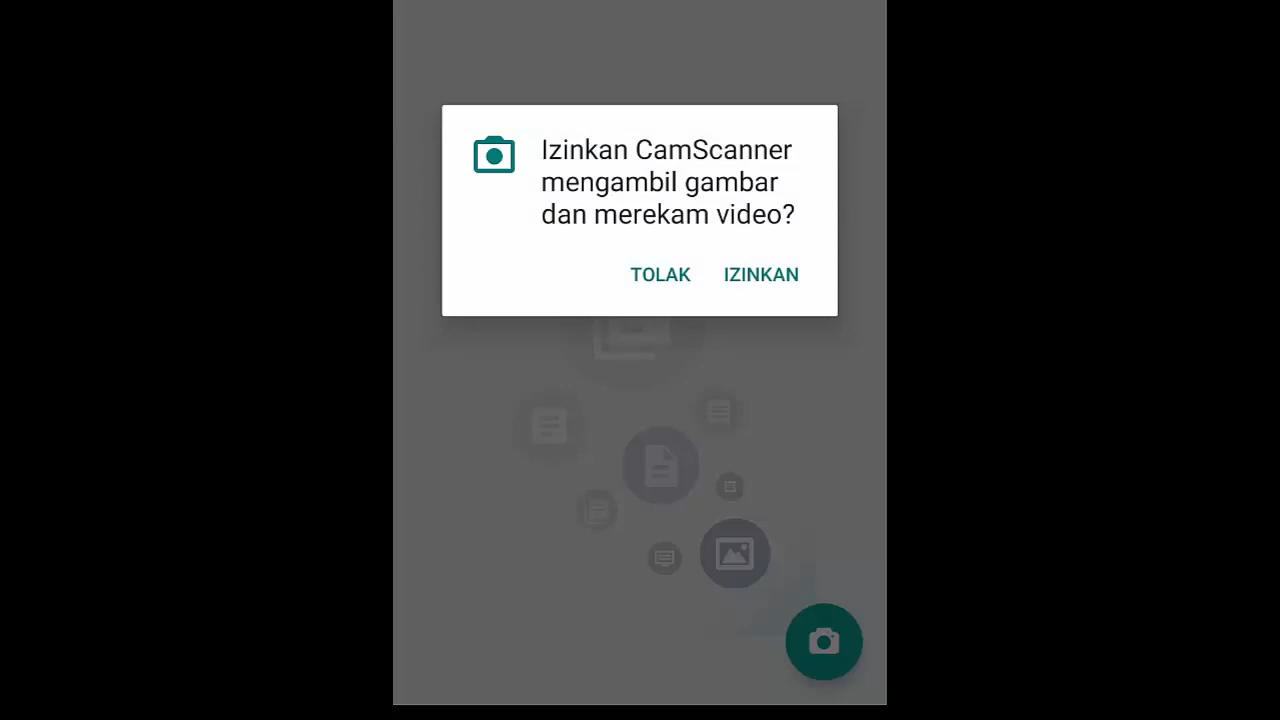 Izinkan CamScanner
mengambil gambar
dan merekam video?
TOLAK IZINKAN